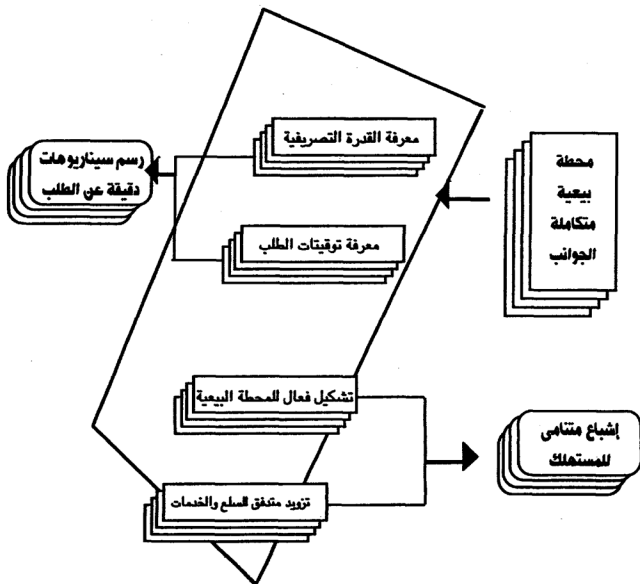 معرفة القدرة التصريفية
رسم سيناريوهات
دقيقة عن الطلب
محطة
بيعية
متكاملة
الجوانب
معرفة توقيتات الطلب
تشكيل فعال للمحطة البيعية
إشباع متنامى
للمستهلك
تزويد متدفق للسلع والخدمات